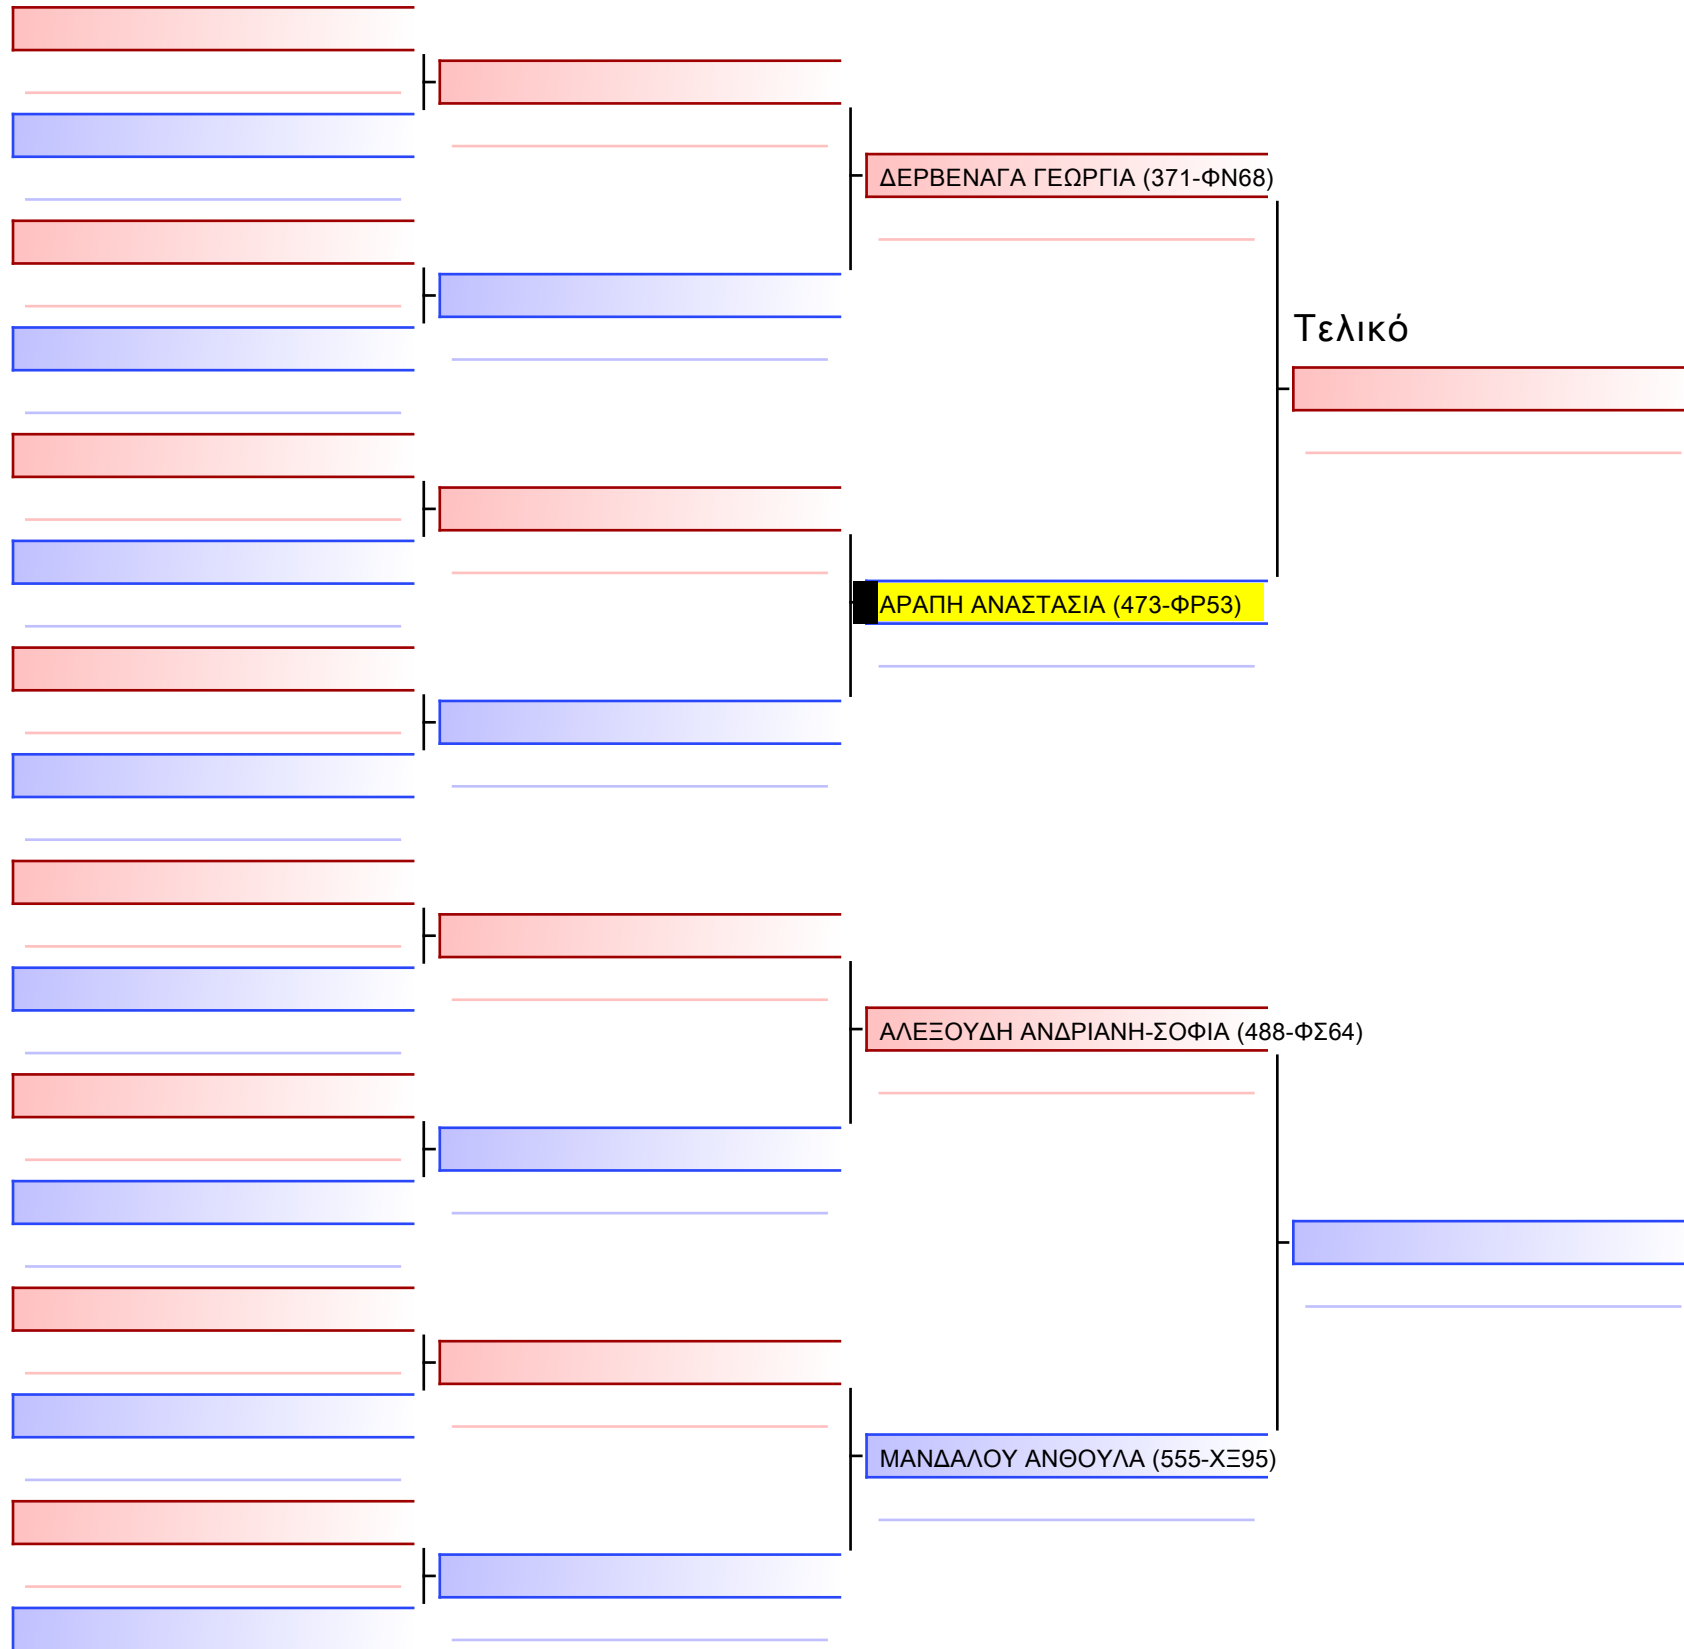 ΔΕΡΒΕΝΑΓΑ ΓΕΩΡΓΙΑ (371-ΦΝ68)
Τελικό
ΑΡΑΠΗ ΑΝΑΣΤΑΣΙΑ (473-ΦΡ53)
ΑΛΕΞΟΥΔΗ ΑΝΔΡΙΑΝΗ-ΣΟΦΙΑ (488-ΦΣ64)
ΜΑΝΔΑΛΟΥ ΑΝΘΟΥΛΑ (555-ΧΞ95)